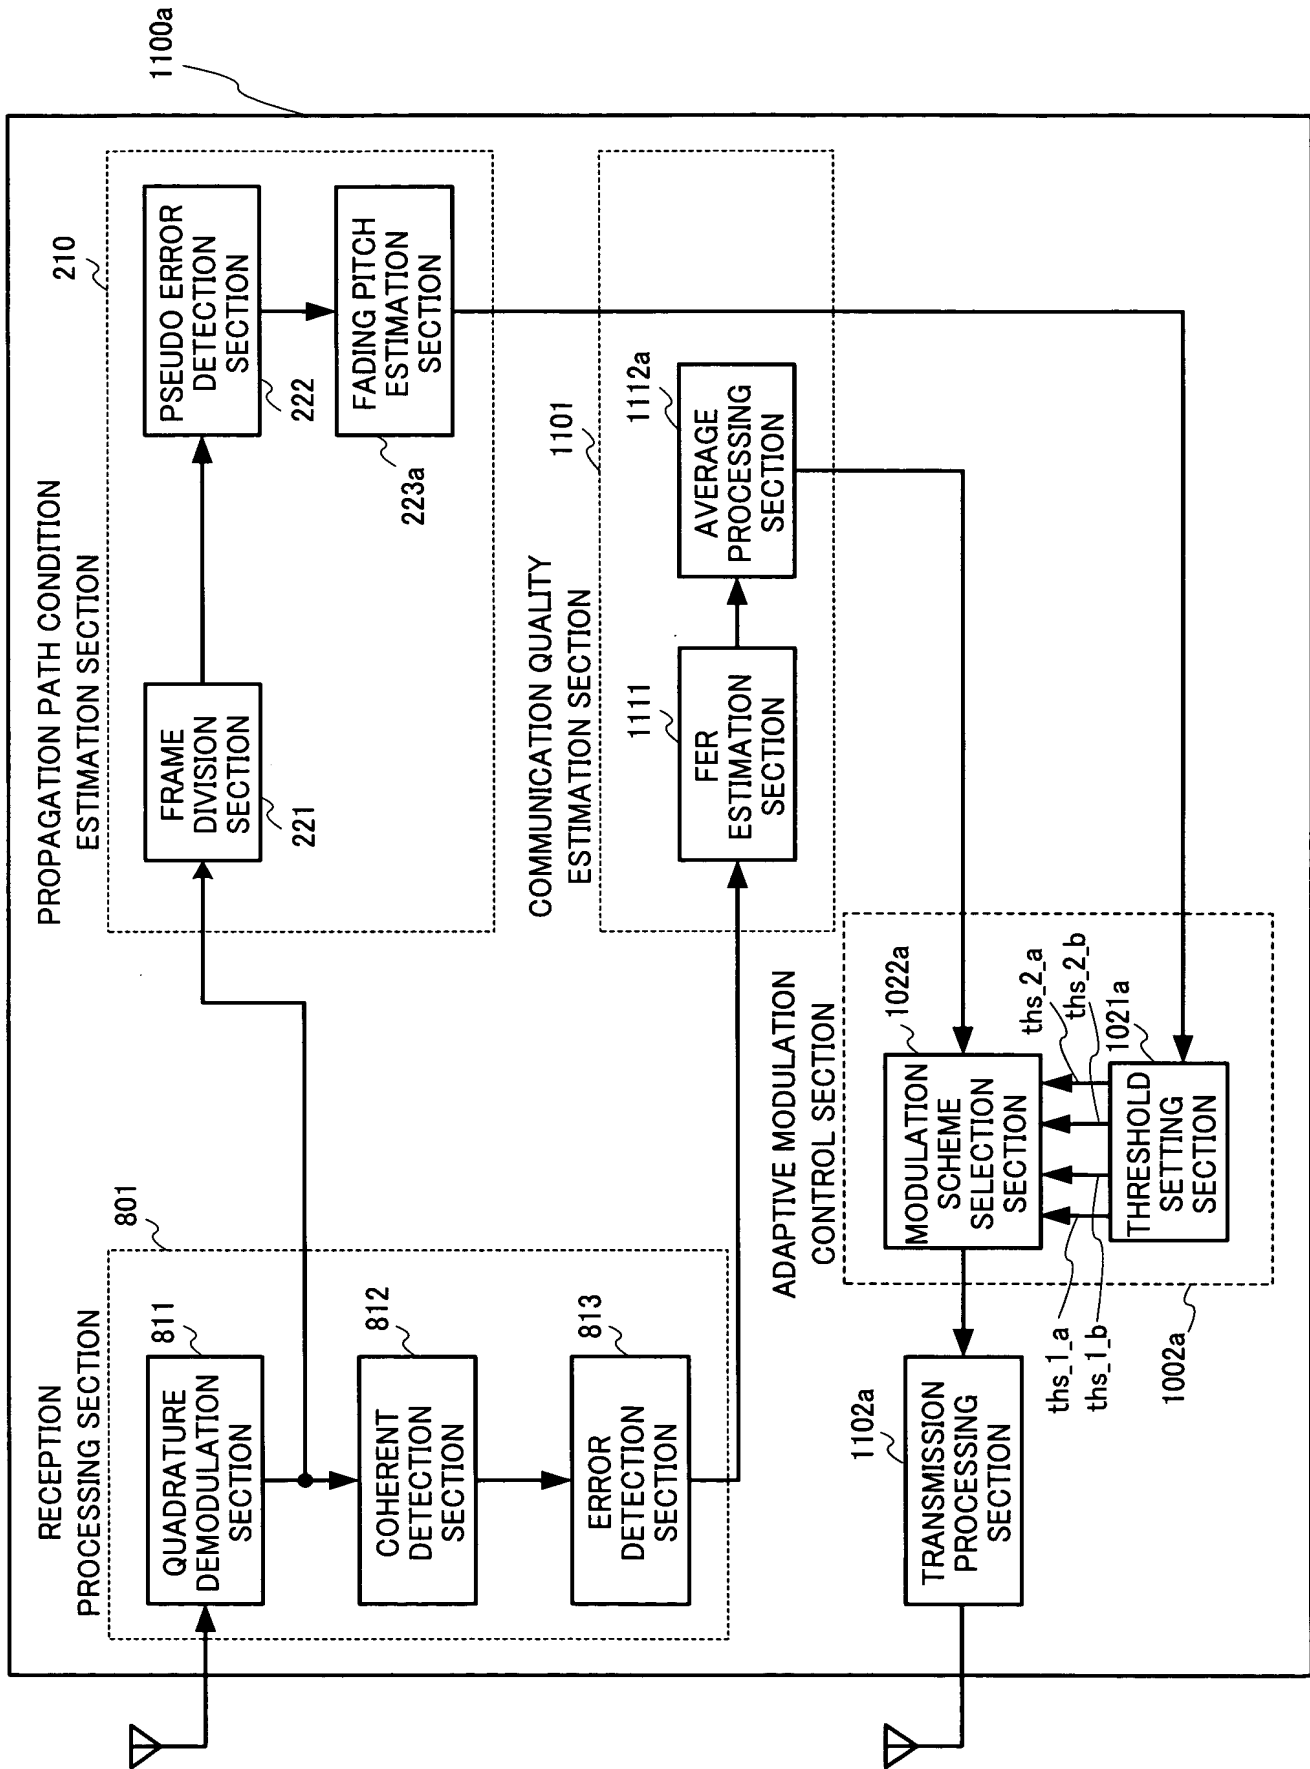 1100a
RECEPTION
PROCESSING SECTION
801
QUADRATURE
DEMODULATION
SECTION
811
COHERENT
DETECTION
SECTION
812
ERROR
DETECTION
SECTION
813
PROPAGATION PATH CONDITION
ESTIMATION SECTION
210
FRAME
DIVISION
SECTION
221
PSEUDO ERROR
DETECTION
SECTION
222
FADING PITCH
ESTIMATION
SECTION
223a
COMMUNICATION QUALITY
ESTIMATION SECTION
1101
FER
ESTIMATION
SECTION
1111
AVERAGE
PROCESSING
SECTION
1112a
ADAPTIVE MODULATION
CONTROL SECTION
MODULATION
SCHEME
SELECTION
SECTION
1022a
ths_2_a
ths_2_b
1021a
THRESHOLD
SETTING
SECTION
ths_1_a
ths_1_b
1002a
TRANSMISSION
PROCESSING
SECTION
1102a